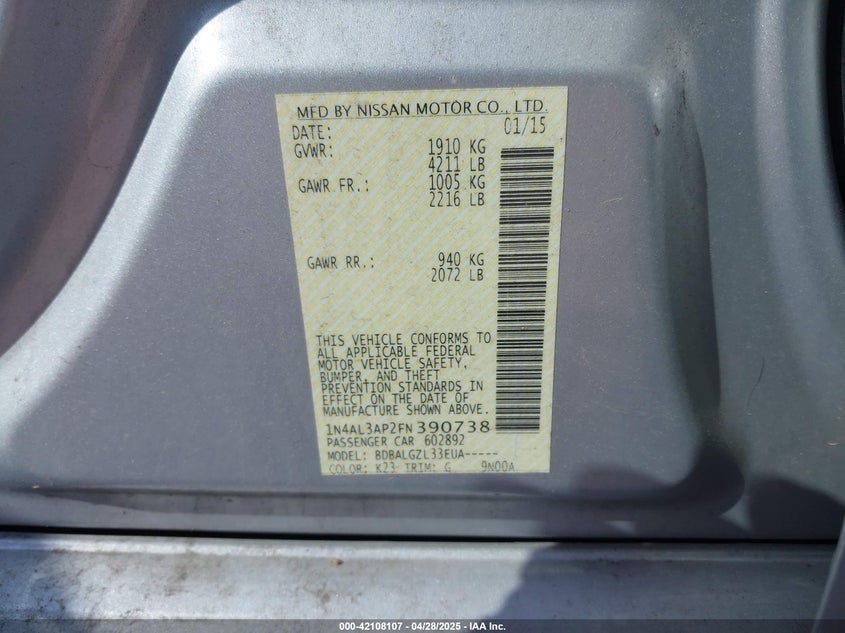 MFD BY NISSAN MOTOR CO., LTD.
DATE: 01/15
GVWR: 1910 KG
4211 LB
GAWR FR.: 1005 KG
2216 LB
GAWR RR.: 940 KG
2072 LB
THIS VEHICLE CONFORMS TO
ALL APPLICABLE FEDERAL
MOTOR VEHICLE SAFETY,
BUMPER, AND THEFT
PREVENTION STANDARDS IN
EFFECT ON THE DATE OF
MANUFACTURE SHOWN ABOVE.
1N4AL3AP2FN390738
PASSENGER CAR 602892
MODEL: BDBALGZL33EUA-----
COLOR: K23 TRIM: G 9N00A
000-42108107 / 04/28/2025 - IAA Inc.